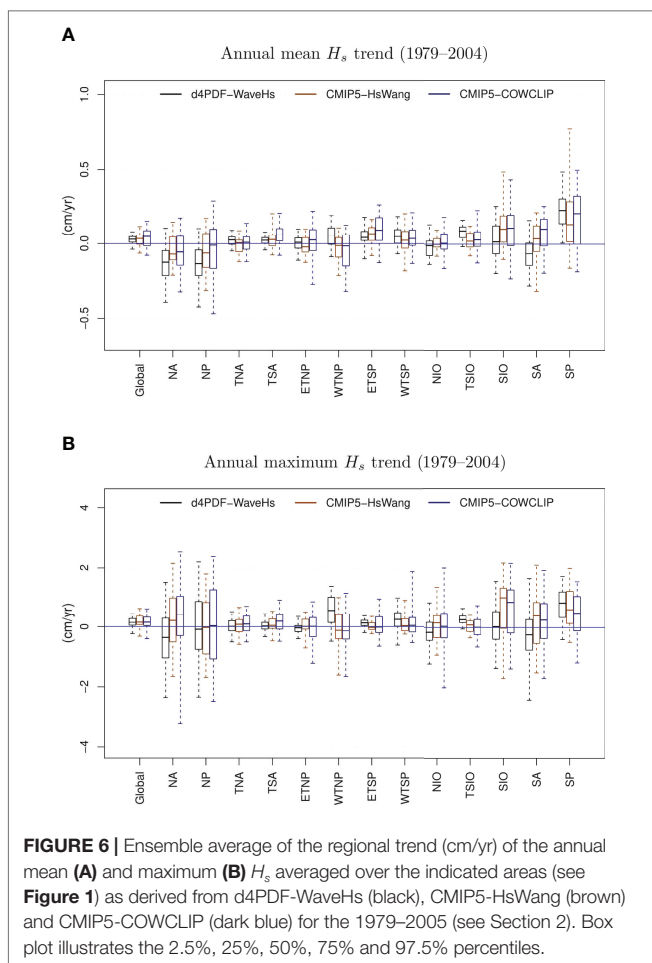 A
Annual mean Hs trend (1979–2004)
d4PDF−WaveHs CMIP5−HsWang CMIP5−COWCLIP
(cm/yr)
1.0
0.5
0.0
−0.5
Global NA NP TNA TSA ETNP WTNP ETSP WTSP NIO TSIO SIO SA SP
B
Annual maximum Hs trend (1979–2004)
d4PDF−WaveHs CMIP5−HsWang CMIP5−COWCLIP
(cm/yr)
4
2
0
−2
−4
Global NA NP TNA TSA ETNP WTNP ETSP WTSP NIO TSIO SIO SA SP
FIGURE 6 | Ensemble average of the regional trend (cm/yr) of the annual
mean (A) and maximum (B) Hs averaged over the indicated areas (see
Figure 1) as derived from d4PDF-WaveHs (black), CMIP5-HsWang (brown)
and CMIP5-COWCLIP (dark blue) for the 1979–2005 (see Section 2). Box
plot illustrates the 2.5%, 25%, 50%, 75% and 97.5% percentiles.